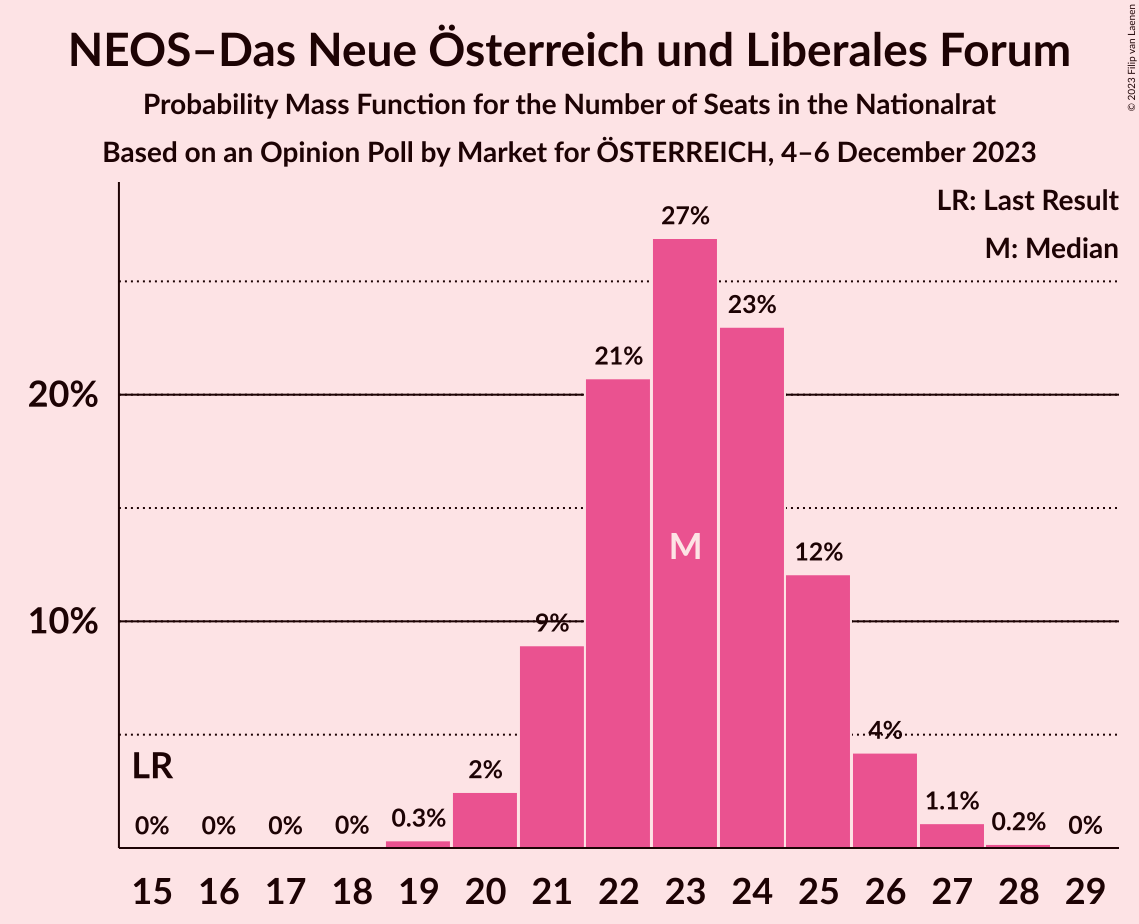 NEOS–Das Neue Österreich und Liberales Forum
Probability Mass Function for the Number of Seats in the Nationalrat
Based on an Opinion Poll by Market for ÖSTERREICH, 4–6 December 2023
© 2023 Filip van Laenen
LR: Last Result
M: Median
27%
23%
21%
20%
M
12%
10%
9%
4%
LR
2%
1.1%
0% 0% 0% 0% 0.3% 0.2% 0%
15 16 17 18 19 20 21 22 23 24 25 26 27 28 29